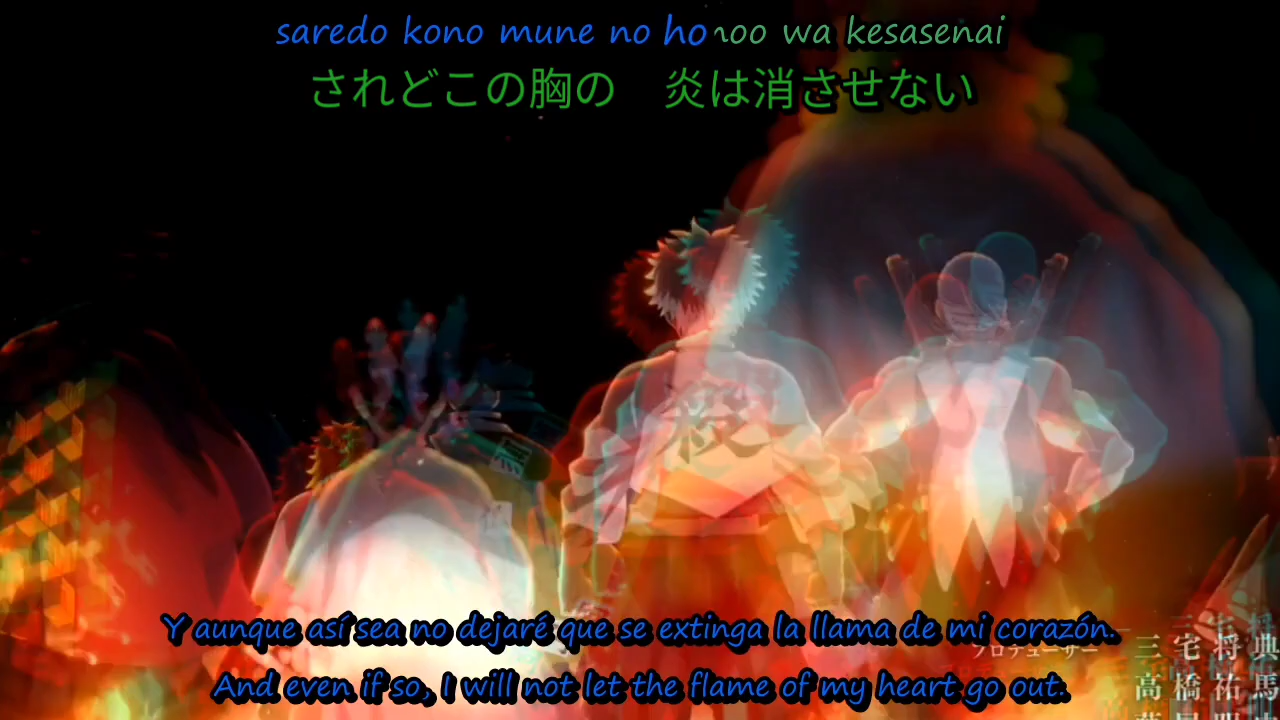 saredo kono mune no honoo wa kesasenai
されどこの胸の　炎は消させない
殺
Y aunque así sea no dejaré que se extinga la llama de mi corazón.
プロデューサー 三宅将典
And even if so, I will not let the flame of my heart go out.
高橋祐馬